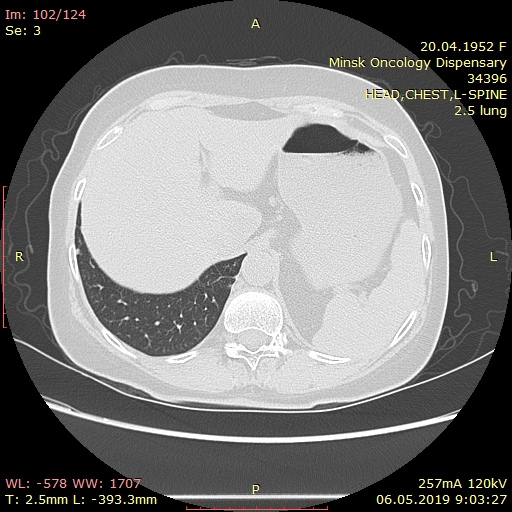 Im: 102/124
Se: 3
A
20.04.1952 F
Minsk Oncology Dispensary
34396
HEAD,CHEST,L-SPINE
2.5 lung
R
L
WL: -578 WW: 1707
T: 2.5mm L: -393.3mm
P
257mA 120kV
06.05.2019 9:03:27